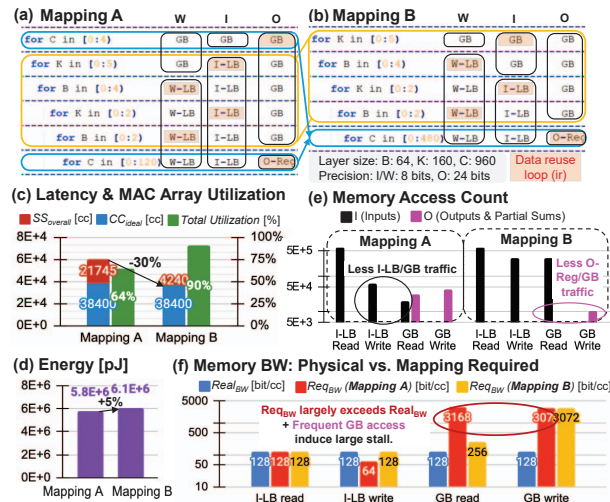 (a) Mapping A W I O
for C in [0:4) GB GB GB
for K in [0:5) GB I-LB GB
for B in [0:4) W-LB I-LB GB
for K in [0:2) W-LB I-LB GB
for B in [0:2) W-LB I-LB GB
for C in [0:120) W-LB I-LB O-Reg
(b) Mapping B W I O
for K in [0:5) GB GB GB
for B in [0:4) W-LB GB GB
for K in [0:2) W-LB I-LB GB
for B in [0:2) W-LB I-LB GB
for C in [0:480) W-LB I-LB O-Reg
Layer size: B: 64, K: 160, C: 960
Precision: I/W: 8 bits, O: 24 bits
Data reuse
loop (ir)
(c) Latency & MAC Array Utilization
SSoverall [cc] CCideal [cc] Total Utilization [%]
8E+4 100%
6E+4 75%
4E+4 50%
2E+4 25%
0E+0 0%
21745 -30% 4240
38400 64% 38400 90%
Mapping A Mapping B
(d) Energy [pJ]
8E+6
6E+6
4E+6
2E+6
0E+0
5.8E+6 6.1E+6
+5%
Mapping A Mapping B
(e) Memory Access Count
I (Inputs) O (Outputs & Partial Sums)
5E+5
5E+4
5E+3
Mapping A Mapping B
Less I-LB/GB traffic
Less O-
Reg/GB
traffic
I-LB I-LB GB GB I-LB I-LB GB GB
Read Write Read Write Read Write Read Write
(f) Memory BW: Physical vs. Mapping Required
RealBW [bit/cc] ReqBW (Mapping A) [bit/cc] ReqBW (Mapping B) [bit/cc]
5000
500
50
10
ReqBW largely exceeds RealBW
+ Frequent GB access
induce large stall.
128 128 128 128 64 128 128 3168 256 128 307 3072
I-LB read I-LB write GB read GB write